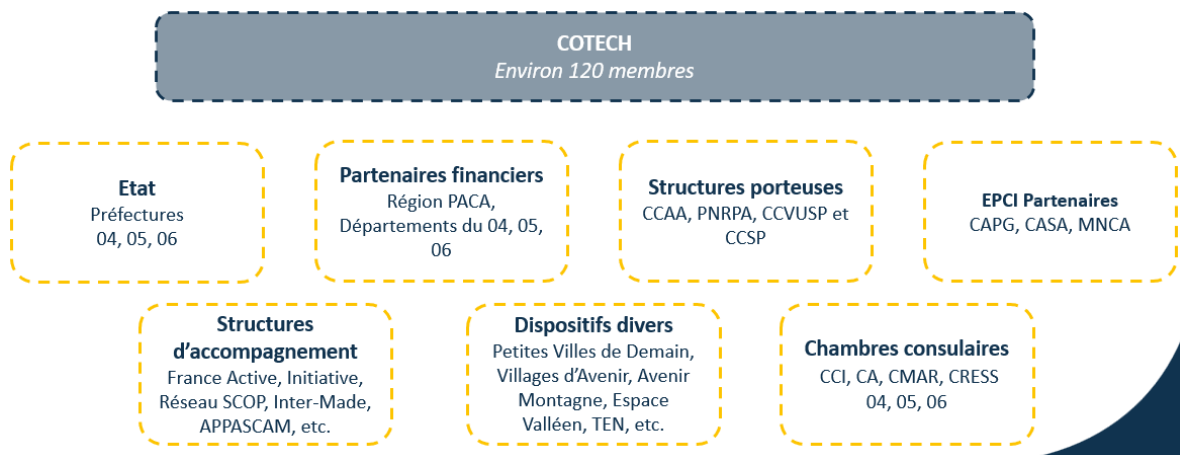 COTECH
Environ 120 membres
Etat
Préfectures
04, 05, 06
Partenaires financiers
Région PACA,
Départements du 04, 05,
06
Structures porteuses
CCAA, PNRPA, CCVUSP et
CCSP
EPCI Partenaires
CAPG, CASA, MNCA
Structures
d’accompagnement
France Active, Initiative,
Réseau SCOP, Inter-Made,
APPASCAM, etc.
Dispositifs divers
Petites Villes de Demain,
Villages d’Avenir, Avenir
Montagne, Espace
Valléen, TEN, etc.
Chambres consulaires
CCI, CA, CMAR, CRESS
04, 05, 06